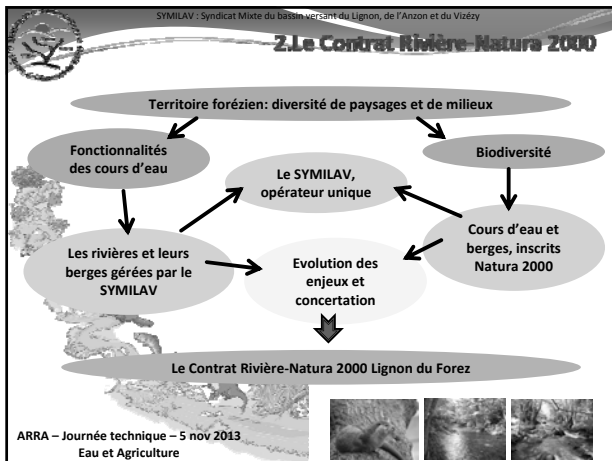 SYMILAV : Syndicat Mixte du bassin versant du Lignon, de l'Anzon et du Vizézy
2.Le Contrat Rivière-Natura 2000
Territoire forézien: diversité de paysages et de milieux
Fonctionnalités
des cours d'eau
Biodiversité
Le SYMILAV,
opérateur unique
Les rivières et leurs
berges gérées par le
SYMILAV
Cours d'eau et
berges, inscrits
Natura 2000
Evolution des
enjeux et
concertation
Le Contrat Rivière-Natura 2000 Lignon du Forez
ARRA – Journée technique – 5 nov 2013
Eau et Agriculture